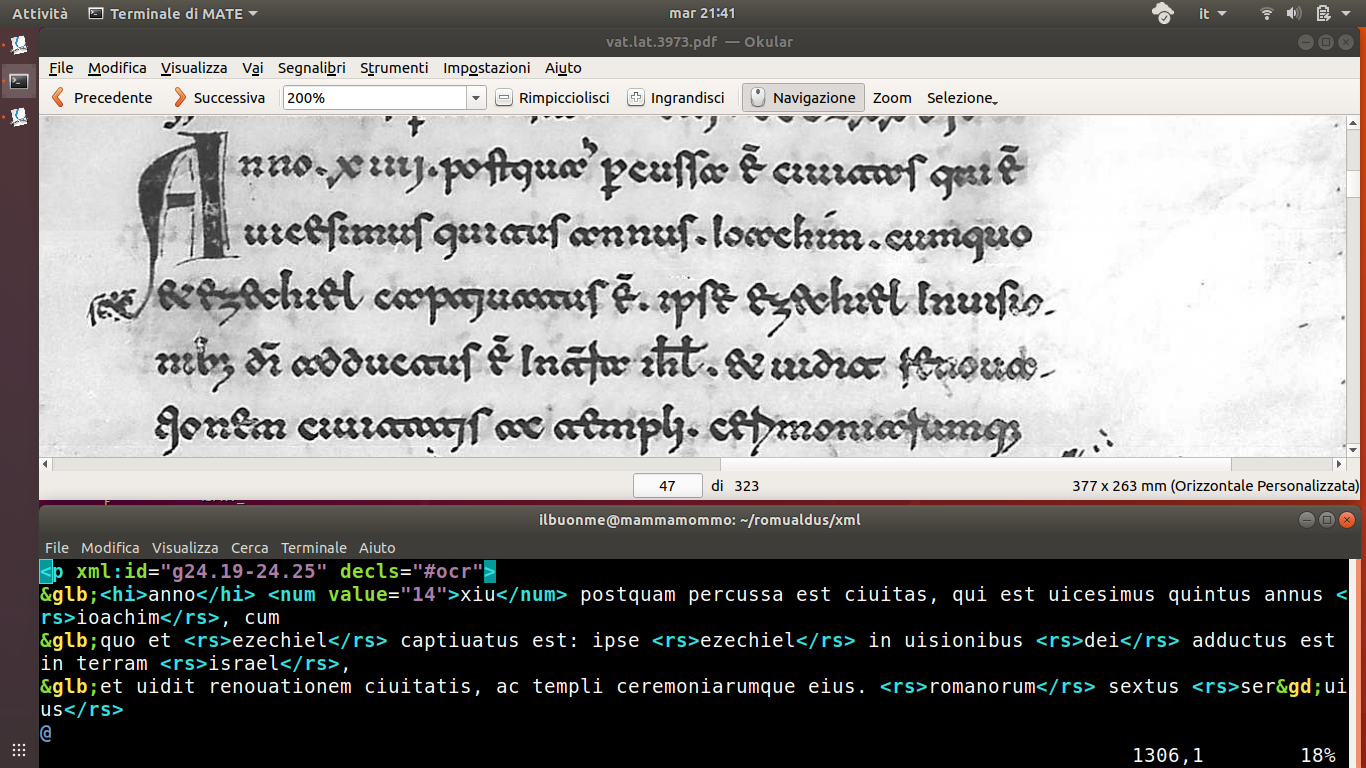 Attività Terminale di MATE mar 21:41 it
vat.lat.3973.pdf — Okular
File Modifica Visualizza Vai Segnalibri Strumenti Impostazioni Aiuto
Precedente Successiva 200% Rimpicciolisci Ingrandisci Navigazione Zoom Selezione
Anno . xiiij . postqua percussa ē ciuitas qui ē
uicesimus quintus annus . Ioachim . cumquo
& ezechiel captiuatus ē . ipse ezechiel Inuisio-
nibz dī adductus ē Int̄ra ihl̄ . & uidit renoua-
tionem ciuitatis ac templi . cerimoniarumq;
47 di 323 377 x 263 mm (Orizzontale Personalizzata)
ilbuonme@mammamommo: ~/romualdus/xml
File Modifica Visualizza Cerca Terminale Aiuto
<p xml:id="g24.19-24.25" decls="#ocr">
&glb;<hi>anno</hi> <num value="14">xiu</num> postquam percussa est ciuitas, qui est uicesimus quintus annus <
rs>ioachim</rs>, cum
&glb;quo et <rs>ezechiel</rs> captiuatus est: ipse <rs>ezechiel</rs> in uisionibus <rs>dei</rs> adductus est
in terram <rs>israel</rs>,
&glb;et uidit renouationem ciuitatis, ac templi ceremoniarumque eius. <rs>romanorum</rs> sextus <rs>ser&gd;ui
us</rs>
@
1306,1 18%